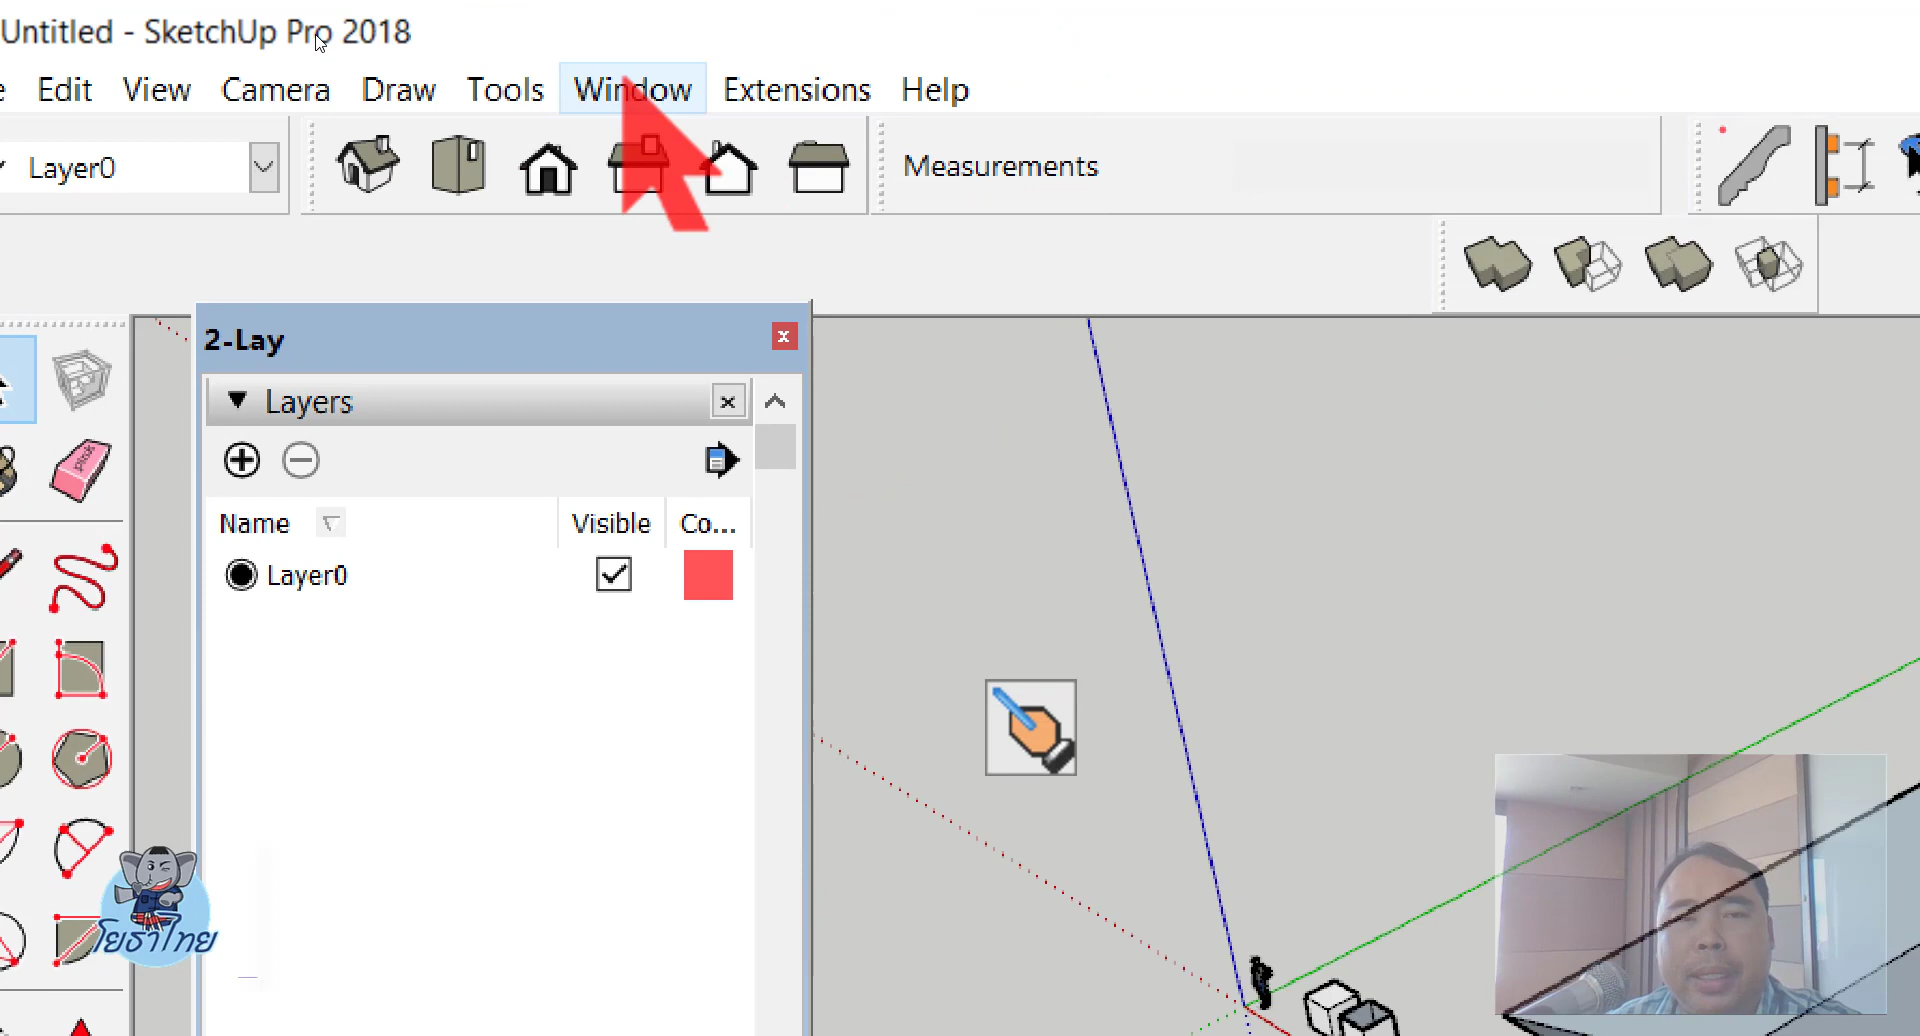 Untitled - SketchUp Pro 2018
Edit View Camera Draw Tools Window Extensions Help
Layer0
Measurements
2-Lay
Layers
Name Visible Co...
Layer0
โยธาไทย